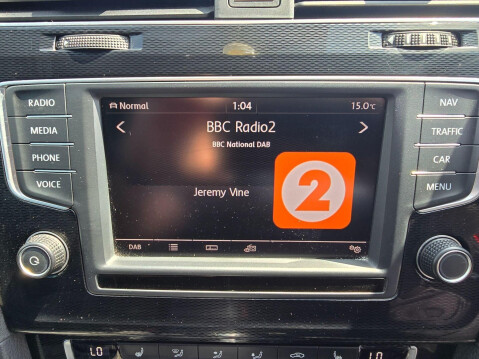 RADIO
MEDIA
PHONE
VOICE
Normal 1:04 15.0°C
BBC Radio2
BBC National DAB
Jeremy Vine
2
DAB
NAV
TRAFFIC
CAR
MENU
LO
LO